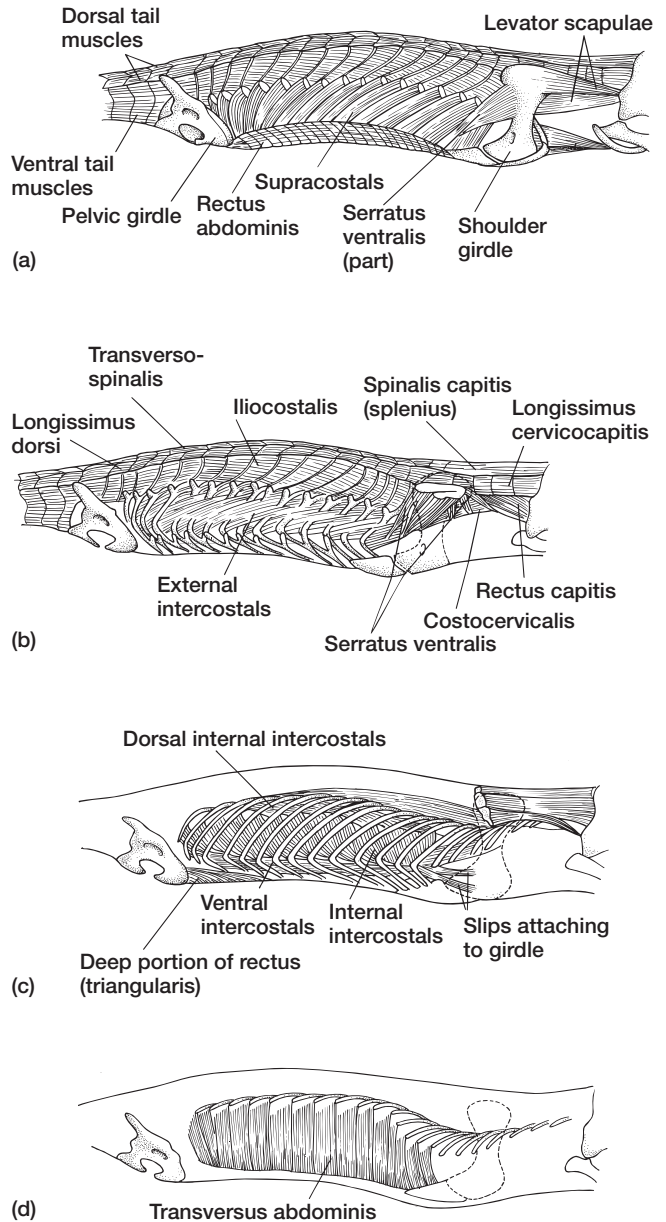 Dorsal tail
muscles
Levator scapulae
Ventral tail
muscles
Pelvic girdle
Rectus
abdominis
Supracostals
Serratus
ventralis
(part)
Shoulder
girdle
(a)
Transverso-
spinalis
Longissimus
dorsi
Iliocostalis
Spinalis capitis
(splenius)
Longissimus
cervicocapitis
External
intercostals
Rectus capitis
Costocervicalis
Serratus ventralis
(b)
Dorsal internal intercostals
Ventral
intercostals
Internal
intercostals
Slips attaching
to girdle
Deep portion of rectus
(triangularis)
(c)
Transversus abdominis
(d)